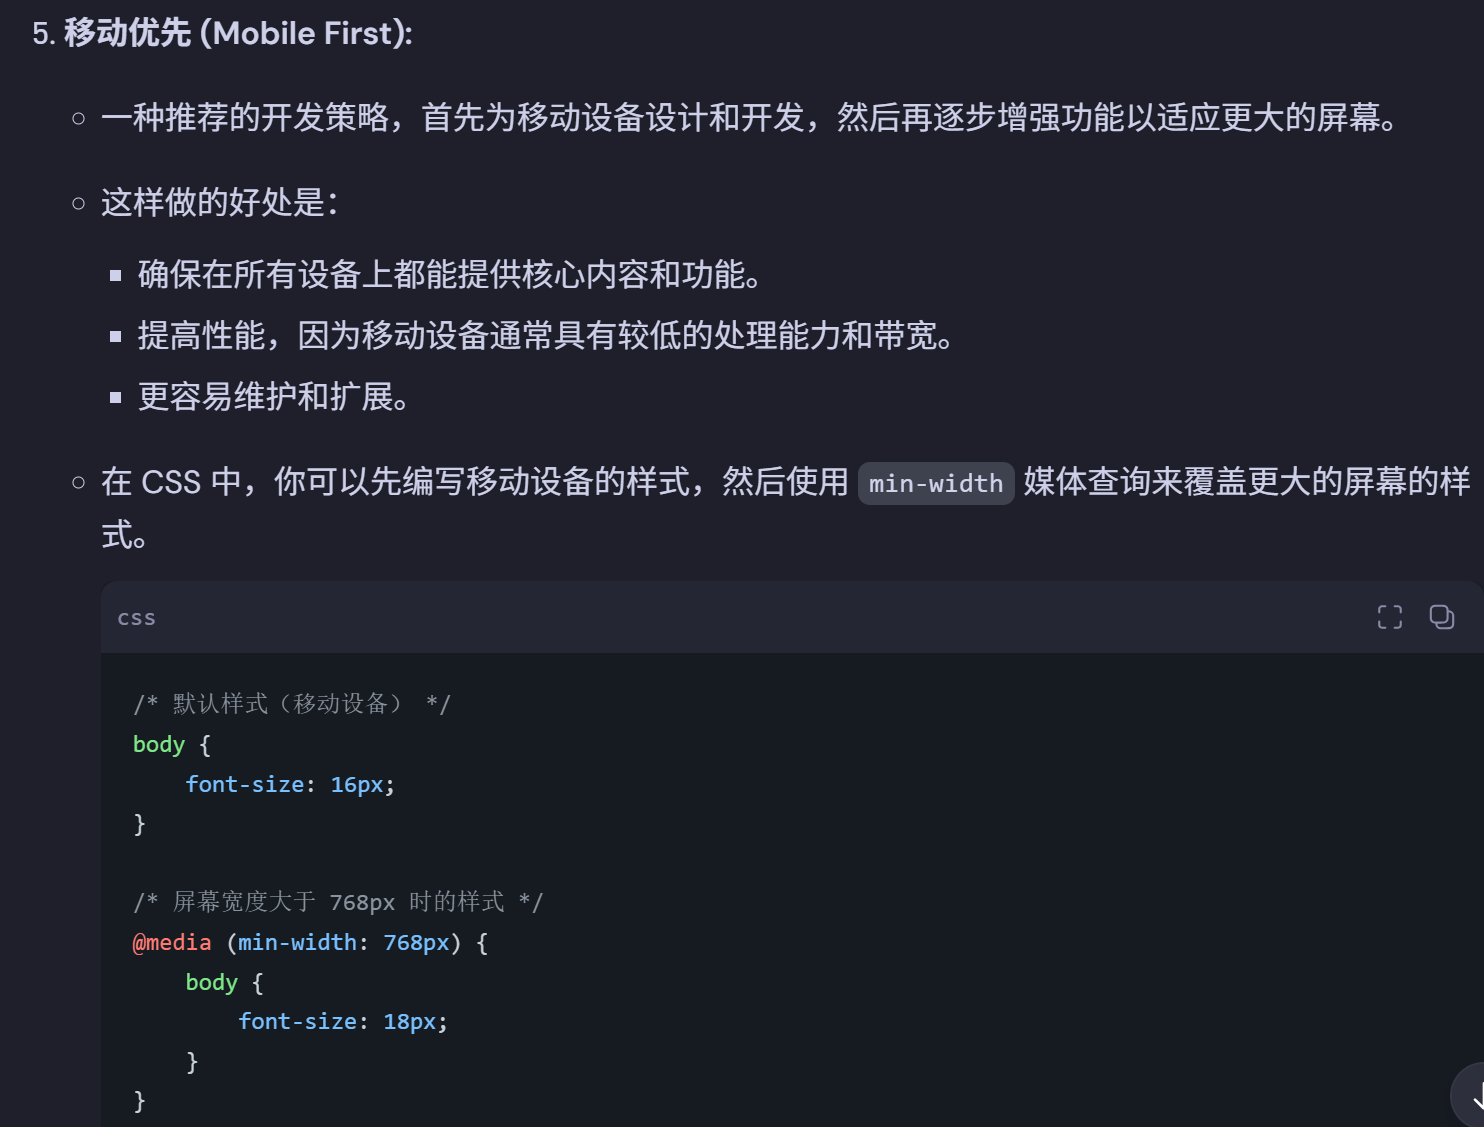 5. 移动优先 (Mobile First):
一种推荐的开发策略，首先为移动设备设计和开发，然后再逐步增强功能以适应更大的屏幕。
这样做的好处是：
确保在所有设备上都能提供核心内容和功能。
提高性能，因为移动设备通常具有较低的处理能力和带宽。
更容易维护和扩展。
在 CSS 中，你可以先编写移动设备的样式，然后使用 min-width 媒体查询来覆盖更大的屏幕的样
式。
css
/* 默认样式（移动设备） */
body {
    font-size: 16px;
}
/* 屏幕宽度大于 768px 时的样式 */
@media (min-width: 768px) {
    body {
        font-size: 18px;
    }
}